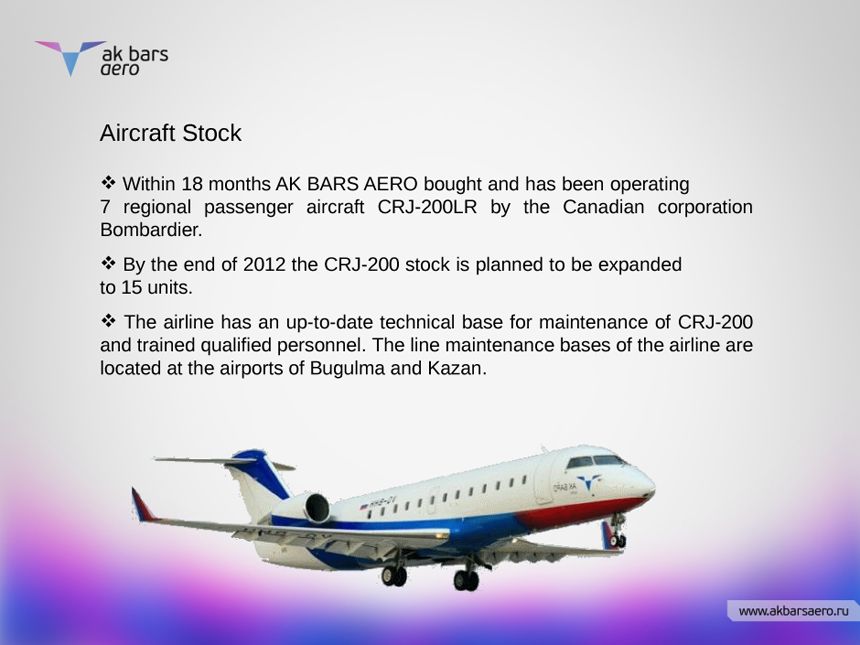 ak bars
aero
Aircraft Stock
❖ Within 18 months AK BARS AERO bought and has been operating
7 regional passenger aircraft CRJ-200LR by the Canadian corporation
Bombardier.
❖ By the end of 2012 the CRJ-200 stock is planned to be expanded
to 15 units.
❖ The airline has an up-to-date technical base for maintenance of CRJ-200
and trained qualified personnel. The line maintenance bases of the airline are
located at the airports of Bugulma and Kazan.
www.akbarsaero.ru